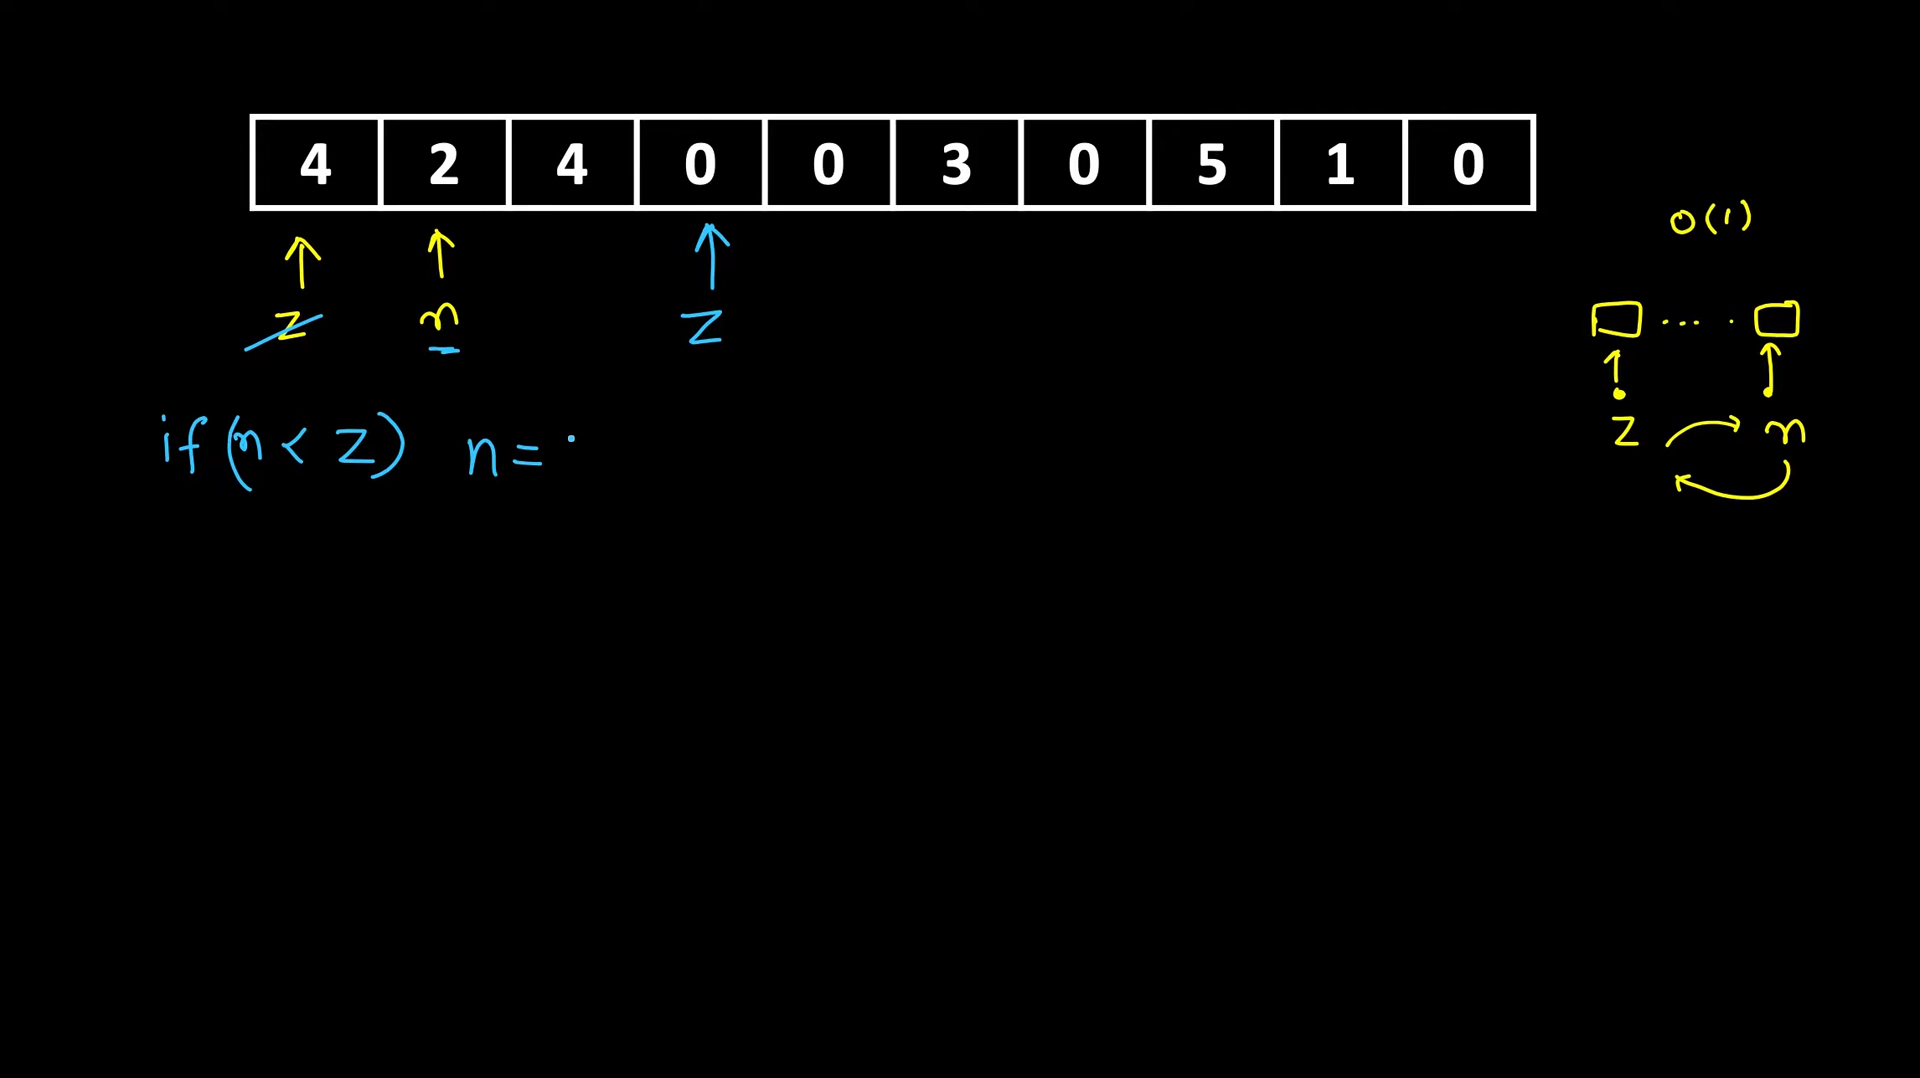 4 2 4 0 0 3 0 5 1 0
O(1)
z n z
z n
if (n < z) n =